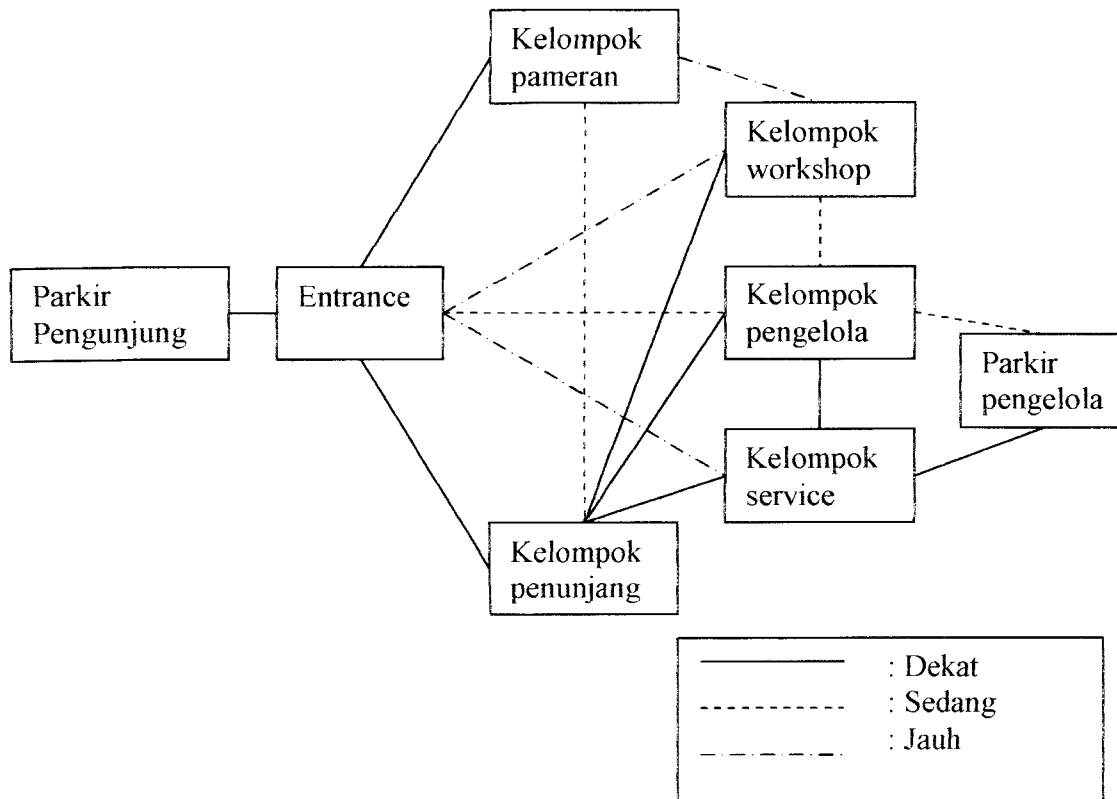 Kelompok
pameran
Kelompok
workshop
Parkir
Pengunjung
Entrance
Kelompok
pengelola
Parkir
pengelola
Kelompok
service
Kelompok
penunjang
: Dekat
: Sedang
: Jauh